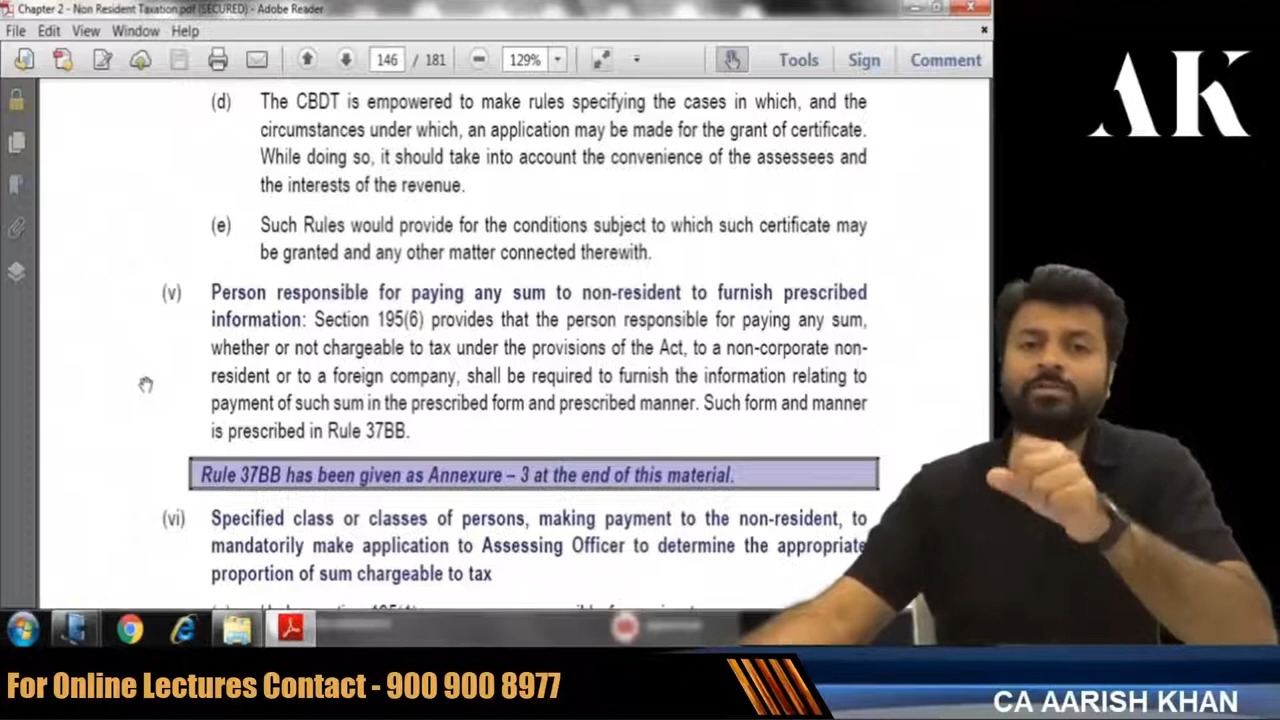 Chapter 2 - Non Resident Taxation.pdf (SECURED) - Adobe Reader
File Edit View Window Help
146 / 181 129% Tools Sign Comment
AK
(d) The CBDT is empowered to make rules specifying the cases in which, and the
circumstances under which, an application may be made for the grant of certificate.
While doing so, it should take into account the convenience of the assessees and
the interests of the revenue.
(e) Such Rules would provide for the conditions subject to which such certificate may
be granted and any other matter connected therewith.
(v) Person responsible for paying any sum to non-resident to furnish prescribed
information: Section 195(6) provides that the person responsible for paying any sum,
whether or not chargeable to tax under the provisions of the Act, to a non-corporate non-
resident or to a foreign company, shall be required to furnish the information relating to
payment of such sum in the prescribed form and prescribed manner. Such form and manner
is prescribed in Rule 37BB.
Rule 37BB has been given as Annexure – 3 at the end of this material.
(vi) Specified class or classes of persons, making payment to the non-resident, to
mandatorily make application to Assessing Officer to determine the appropriate
proportion of sum chargeable to tax
For Online Lectures Contact - 900 900 8977
CA AARISH KHAN